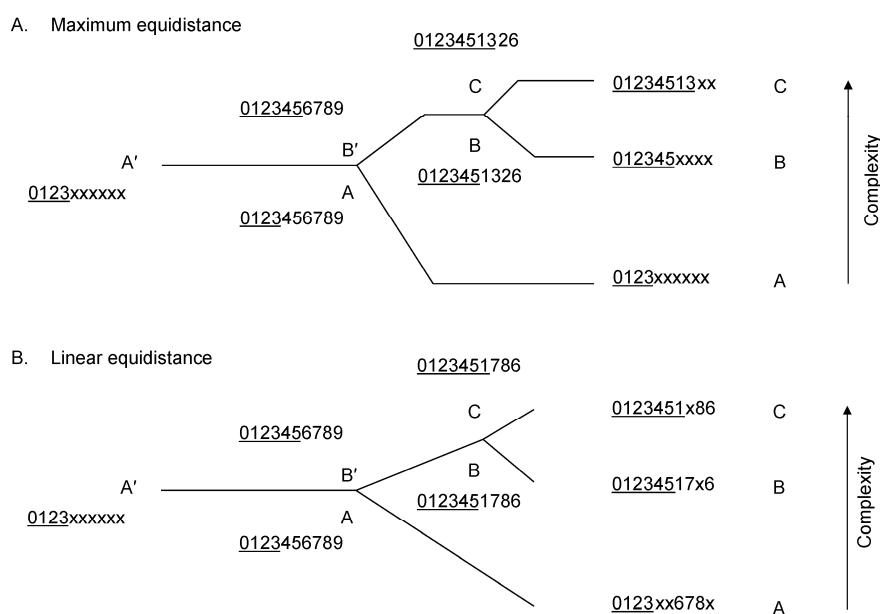 A. Maximum equidistance
0123451326
C
01234513xx C
0123456789
B′
B
012345xxxx B
A′
0123451326
0123xxxxxx
A
0123456789
0123xxxxxx A
Complexity
B. Linear equidistance
0123451786
C
0123451x86 C
0123456789
B′
B
01234517x6 B
A′
0123451786
0123xxxxxx
A
0123456789
0123xx678x A
Complexity